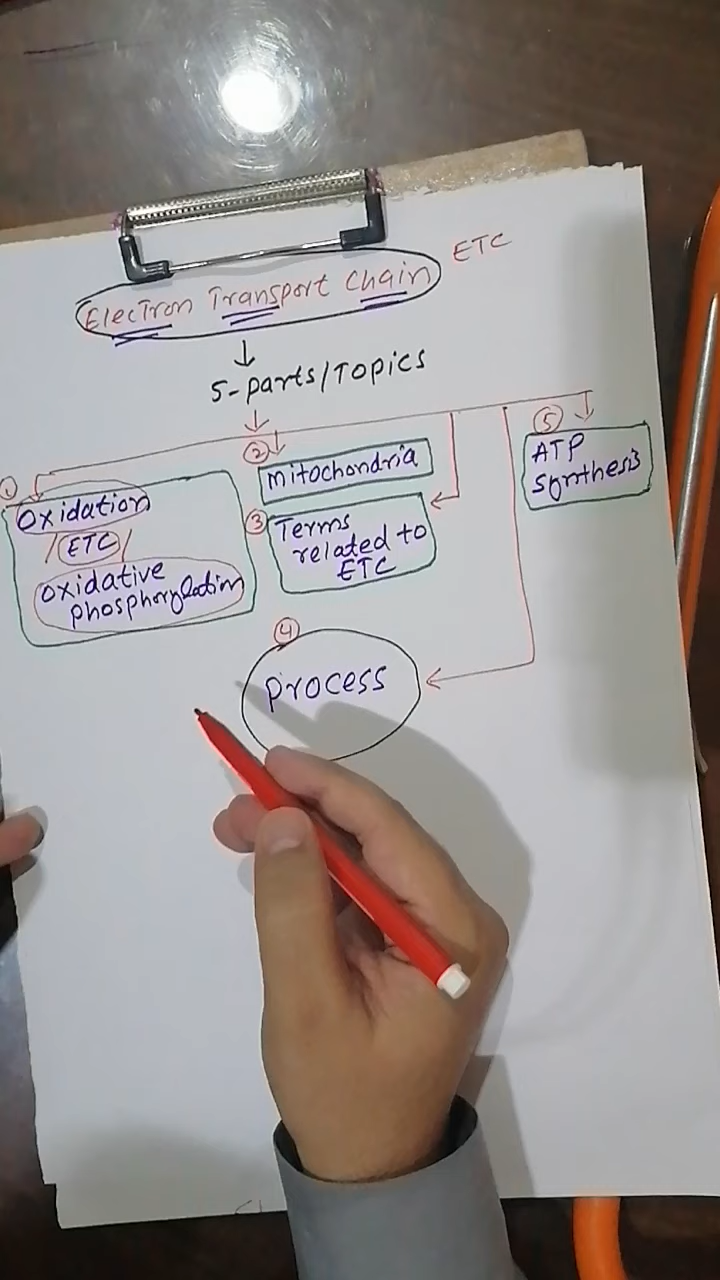 Electron Transport Chain
ETC
5-parts/Topics
1
Oxidation
/ETC/
Oxidative
phosphorylation
2
Mitochondria
3
Terms
related to
ETC
4
Process
5
ATP
Synthesis